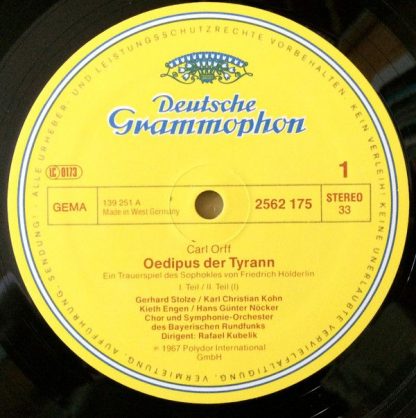 ALLE URHEBER- UND LEISTUNGSSCHUTZRECHTE VORBEHALTEN. KEIN VERLEIH! KEINE UNERLAUBTE VERVIELFÄLTIGUNG, VERMIETUNG, AUFFÜHRUNG, SENDUNG!
Deutsche
Grammophon
LC 0173
1
GEMA
139 251 A
Made in West Germany
2562 175
STEREO
33
Carl Orff
Oedipus der Tyrann
Ein Trauerspiel des Sophokles von Friedrich Hölderlin
I. Teil / II. Teil (I)
Gerhard Stolze / Karl Christian Kohn
Kieth Engen / Hans Günter Nöcker
Chor und Symphonie-Orchester
des Bayerischen Rundfunks
Dirigent: Rafael Kubelik
℗ 1967 Polydor International
GmbH